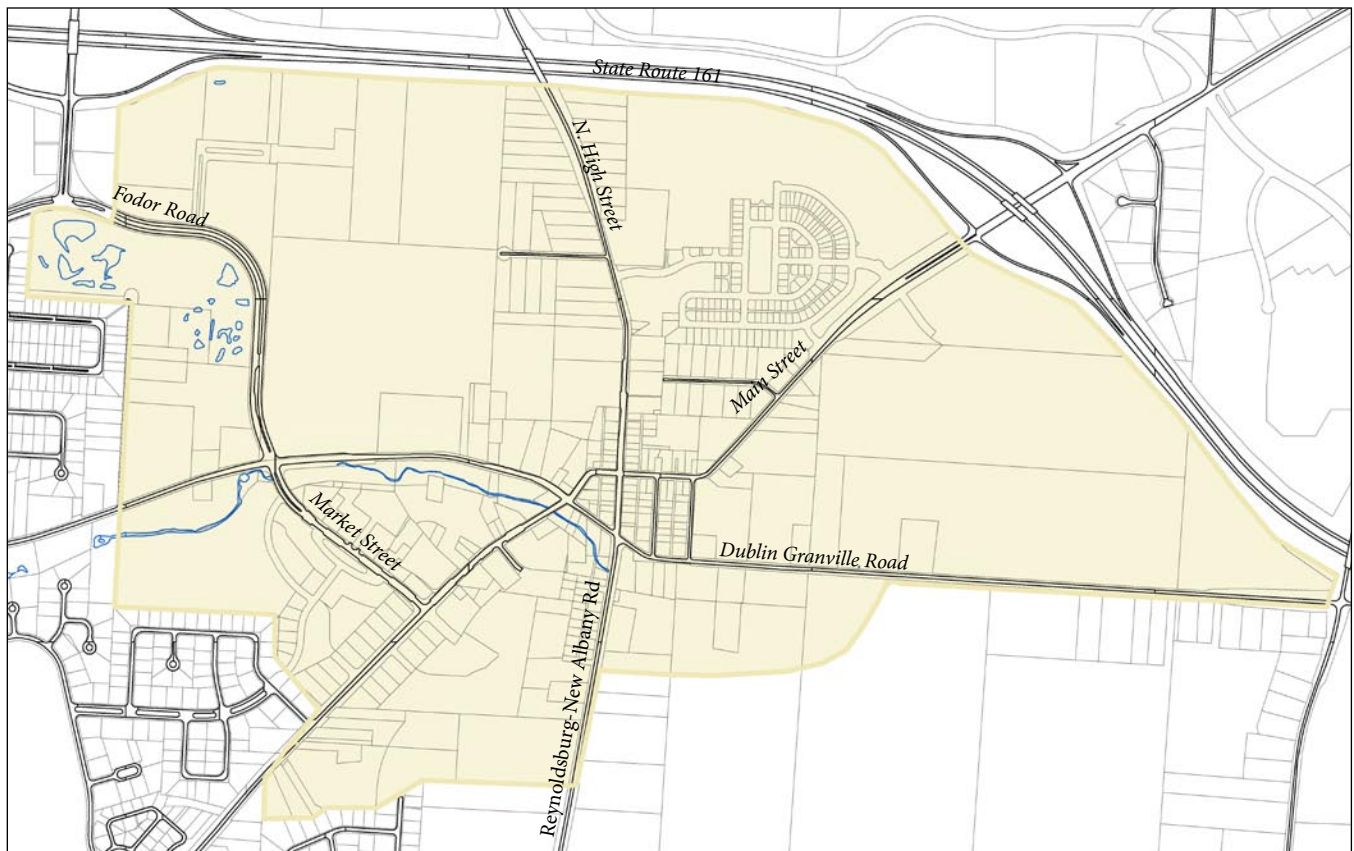 State Route 161
N. High Street
Fodor Road
Main Street
Market Street
Dublin Granville Road
Reynoldsburg-New Albany Rd